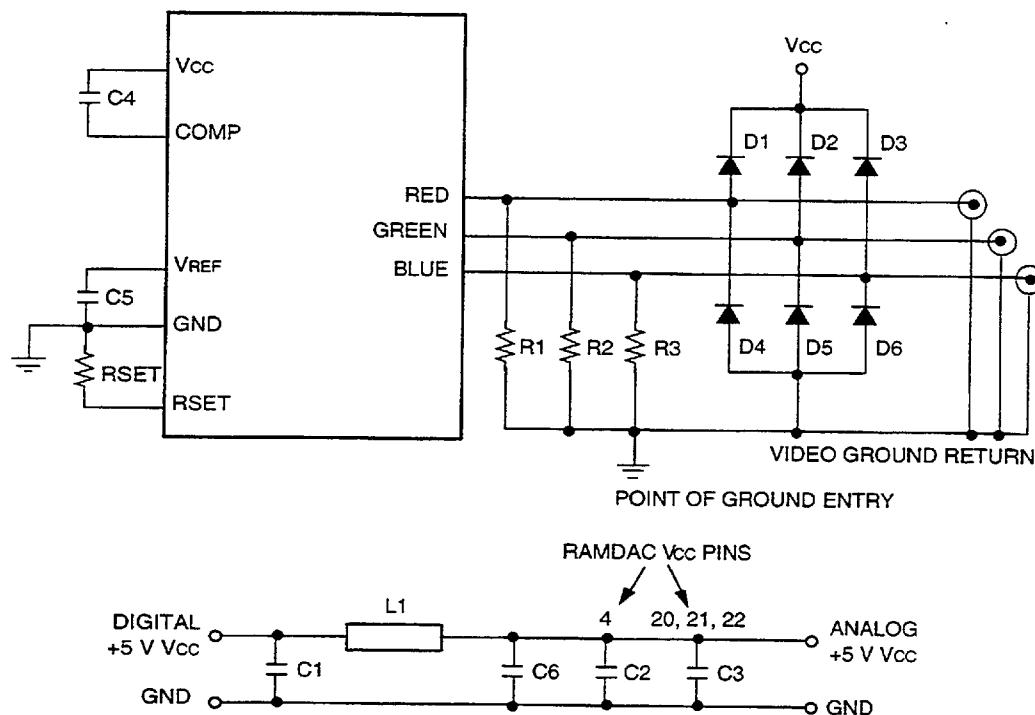 Vcc
C4
COMP
VREF
C5
GND
RSET
RSET
RED
GREEN
BLUE
Vcc
D1 D2 D3
R1 R2 R3
D4 D5 D6
VIDEO GROUND RETURN
POINT OF GROUND ENTRY
RAMDAC Vcc PINS
4 20, 21, 22
DIGITAL
+5 V Vcc
L1
ANALOG
+5 V Vcc
C1 C6 C2 C3
GND
GND